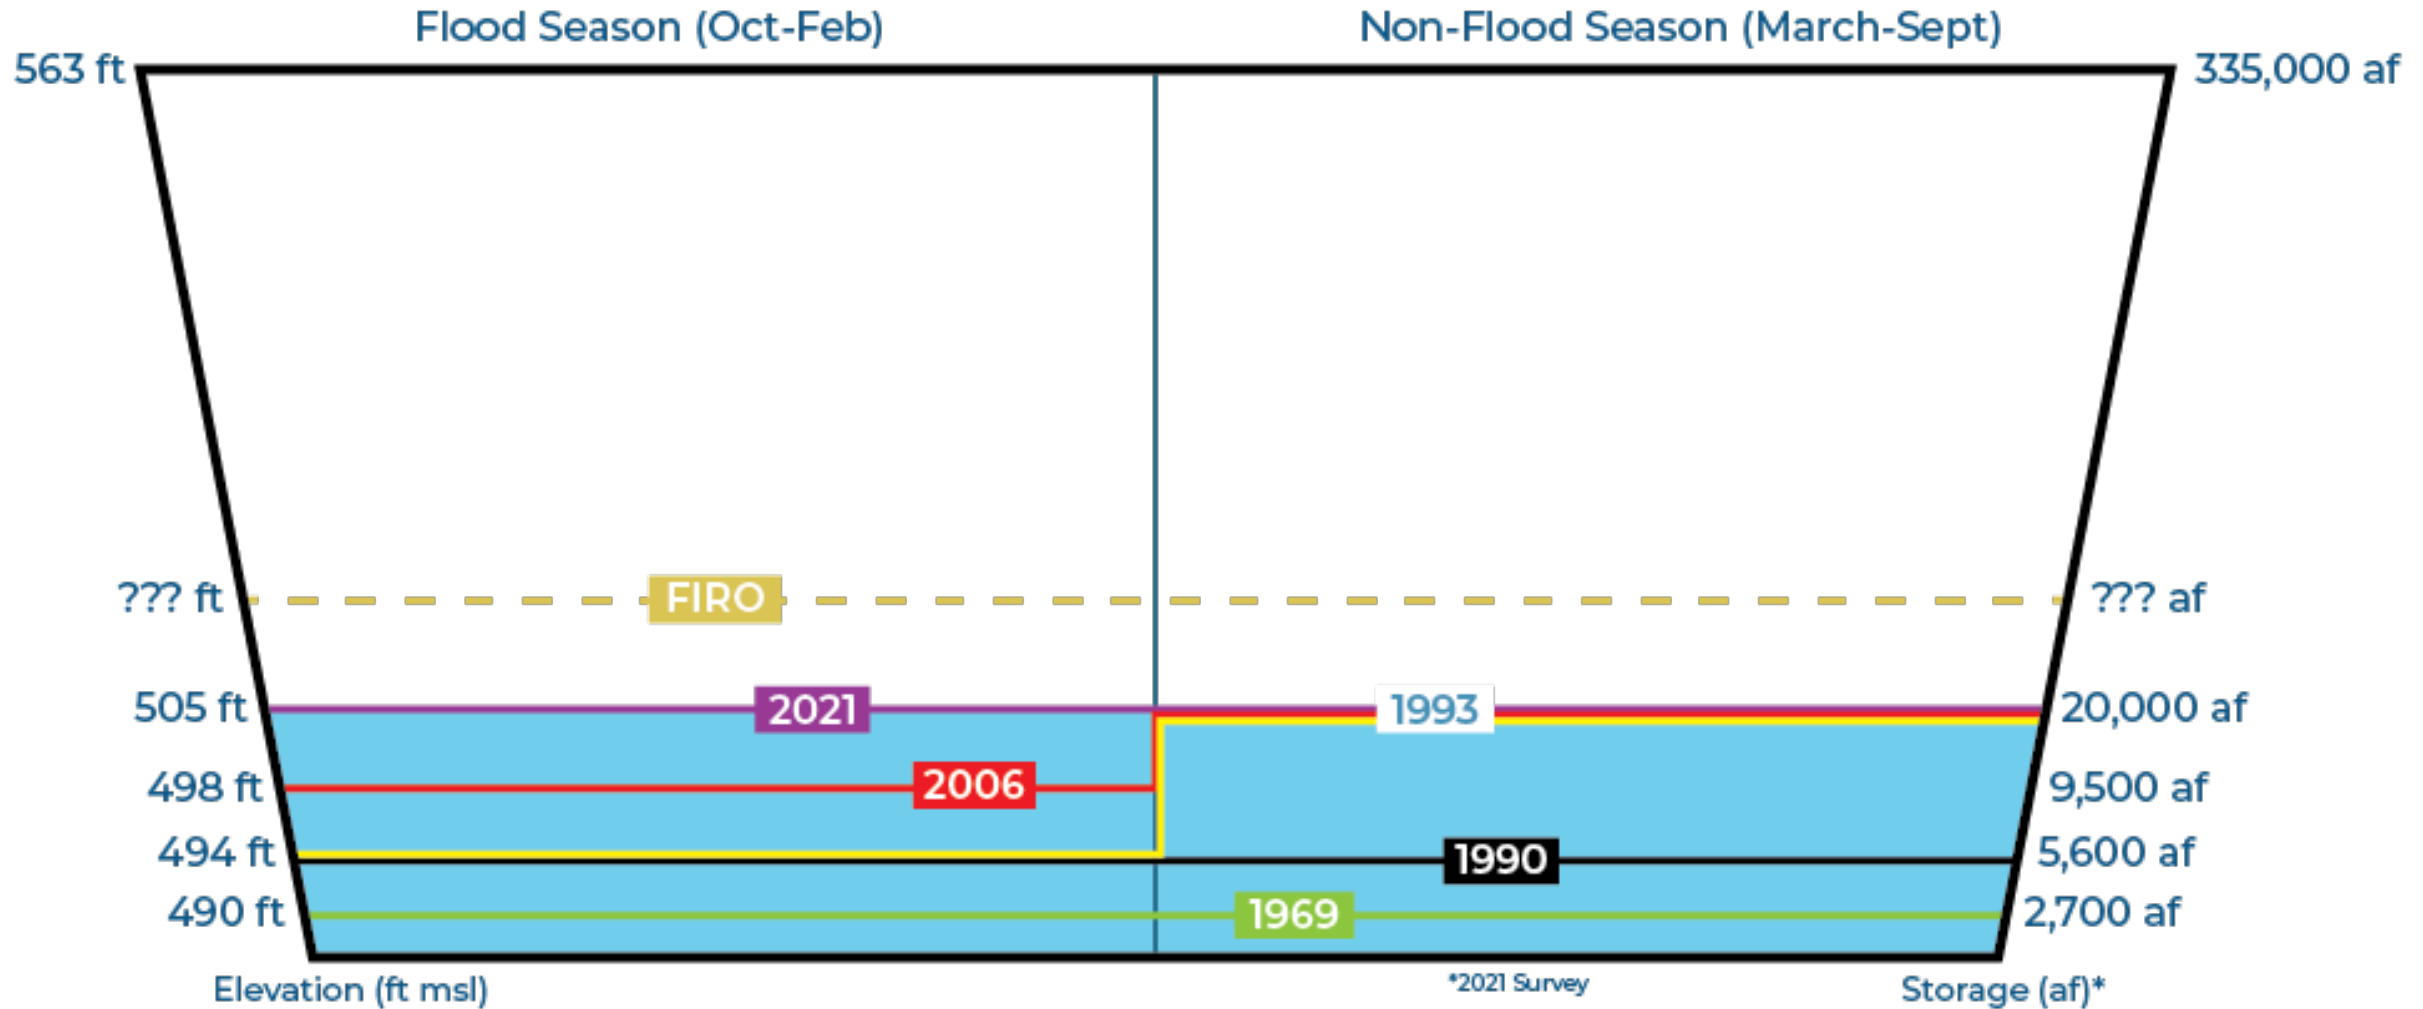 Flood Season (Oct-Feb)
Non-Flood Season (March-Sept)
563 ft
335,000 af
??? ft
FIRO
??? af
505 ft
2021
1993
20,000 af
498 ft
2006
9,500 af
494 ft
1990
5,600 af
490 ft
1969
2,700 af
Elevation (ft msl)
*2021 Survey
Storage (af)*